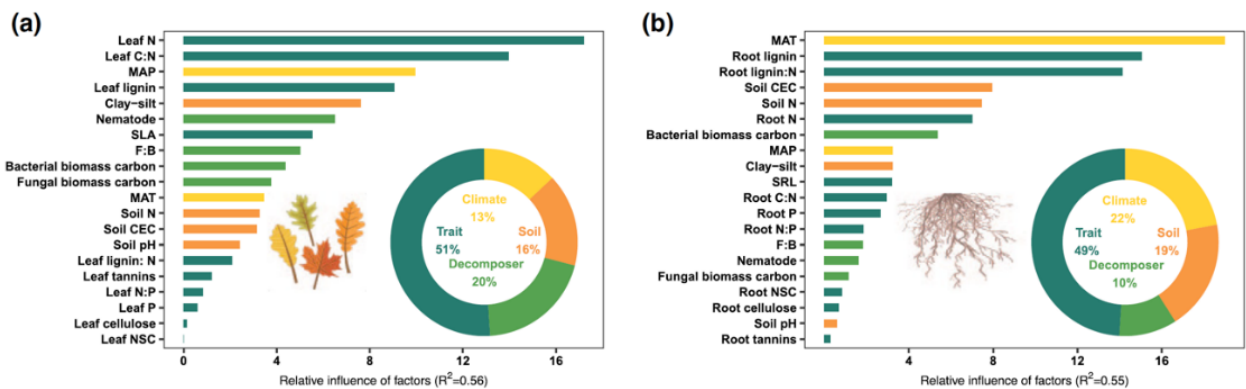 (a)
Leaf N
Leaf C:N
MAP
Leaf lignin
Clay−silt
Nematode
SLA
F:B
Bacterial biomass carbon
Fungal biomass carbon
MAT
Soil N
Soil CEC
Soil pH
Leaf lignin: N
Leaf tannins
Leaf N:P
Leaf P
Leaf cellulose
Leaf NSC
Climate
13%
Trait
51%
Soil
16%
Decomposer
20%
0 4 8 12 16
Relative influence of factors (R²=0.56)
(b)
MAT
Root lignin
Root lignin:N
Soil CEC
Soil N
Root N
Bacterial biomass carbon
MAP
Clay−silt
SRL
Root C:N
Root P
Root N:P
F:B
Nematode
Fungal biomass carbon
Root NSC
Root cellulose
Soil pH
Root tannins
Climate
22%
Trait
49%
Soil
19%
Decomposer
10%
4 8 12 16
Relative influence of factors (R²=0.55)